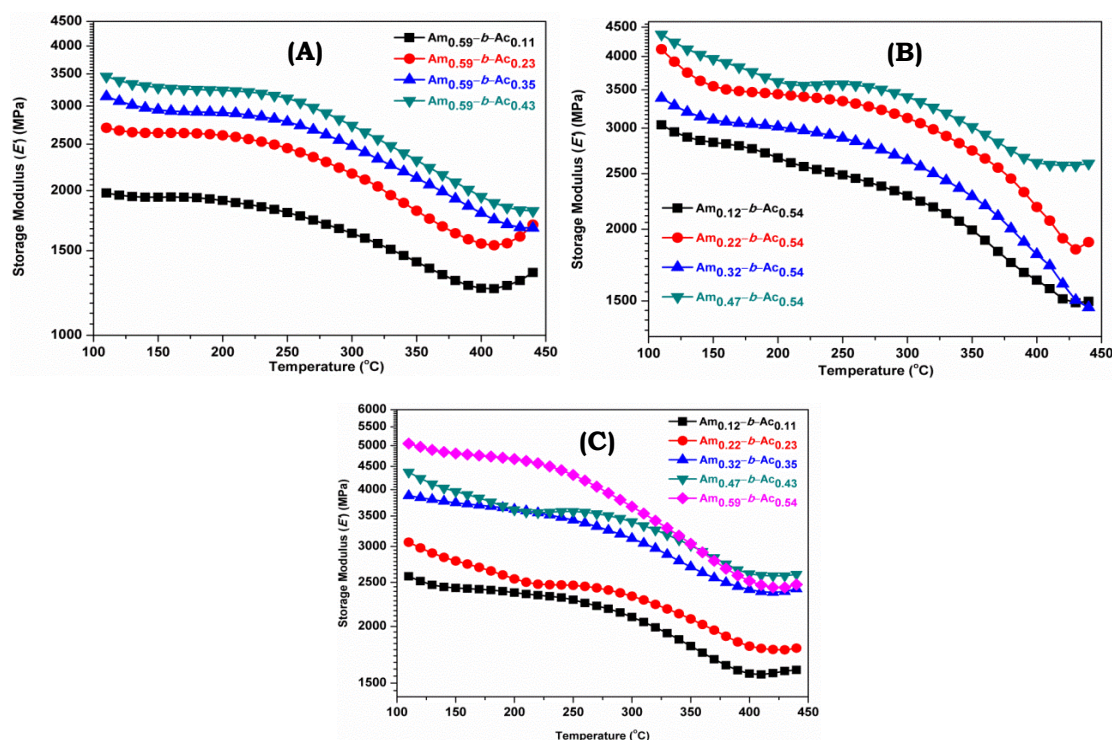 (A)
Am0.59-b-Ac0.11
Am0.59-b-Ac0.23
Am0.59-b-Ac0.35
Am0.59-b-Ac0.43
Storage Modulus (E') (MPa)
4500
4000
3500
3000
2500
2000
1500
1000
100 150 200 250 300 350 400 450
Temperature (°C)
(B)
Am0.12-b-Ac0.54
Am0.22-b-Ac0.54
Am0.32-b-Ac0.54
Am0.47-b-Ac0.54
Storage Modulus (E') (MPa)
4500
4000
3500
3000
2500
2000
1500
100 150 200 250 300 350 400 450
Temperature (°C)
(C)
Am0.12-b-Ac0.11
Am0.22-b-Ac0.23
Am0.32-b-Ac0.35
Am0.47-b-Ac0.43
Am0.59-b-Ac0.54
Storage Modulus (E') (MPa)
6000
5000
4500
4000
3500
3000
2500
2000
1500
100 150 200 250 300 350 400 450
Temperature (°C)